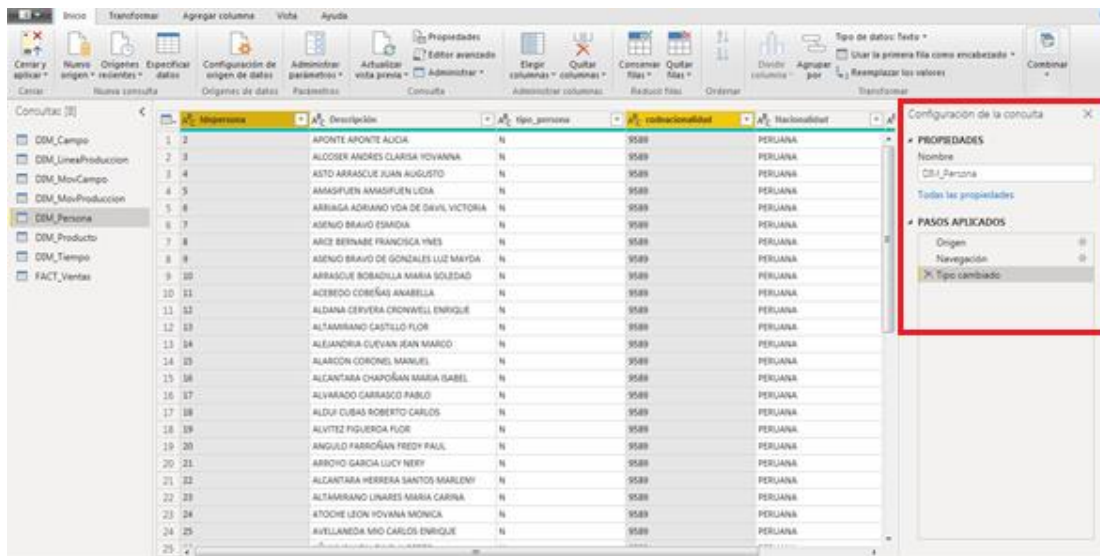 Inicio Transformar Agregar columna Vista Ayuda
Cerrar y aplicar
Nuevo origen
Orígenes recientes
Especificar datos
Configuración de origen de datos
Administrar parámetros
Actualizar vista previa
Propiedades
Editor avanzado
Administrar
Elegir columnas
Quitar columnas
Conservar filas
Quitar filas
Dividir columna
Agrupar por
Tipo de datos: Texto
Usar la primera fila como encabezado
Reemplazar los valores
Combinar
Cerrar Nueva consulta Orígenes de datos Parámetros Consulta Administrar columnas Reducir filas Ordenar Transformar
Consultas [8]
DIM_Campo
DIM_LineaProduccion
DIM_MovCampo
DIM_MovProduccion
DIM_Persona
DIM_Producto
DIM_Tiempo
FACT_Ventas
Idpersona Descripción tipo_persona codnacionalidad Nacionalidad
1 2 APONTE APONTE ALICIA N 9589 PERUANA
2 3 ALCOSER ANDRES CLARISA YOVANNA N 9589 PERUANA
3 4 ASTO ARRASCUE JUAN AUGUSTO N 9589 PERUANA
4 5 AMASIFUEN AMASIFUEN LIDIA N 9589 PERUANA
5 6 ARRIAGA ADRIANO VDA DE DAVIL VICTORIA N 9589 PERUANA
6 7 ASENJO BRAVO ESMIDIA N 9589 PERUANA
7 8 ARCE BERNABE FRANCISCA YNES N 9589 PERUANA
8 9 ASENJO BRAVO DE GONZALES LUZ MAYDA N 9589 PERUANA
9 10 ARRASCUE BOBADILLA MARIA SOLEDAD N 9589 PERUANA
10 11 ACEBEDO COBEÑAS ANABELLA N 9589 PERUANA
11 12 ALDANA CERVERA CRONWELL ENRIQUE N 9589 PERUANA
12 13 ALTAMIRANO CASTILLO FLOR N 9589 PERUANA
13 14 ALEJANDRIA CUEVAN JEAN MARCO N 9589 PERUANA
14 15 ALARCON CORONEL MANUEL N 9589 PERUANA
15 16 ALCANTARA CHAPOÑAN MARIA ISABEL N 9589 PERUANA
16 17 ALVARADO CARRASCO PABLO N 9589 PERUANA
17 18 ALDUI CUBAS ROBERTO CARLOS N 9589 PERUANA
18 19 ALVITEZ FIGUEROA FLOR N 9589 PERUANA
19 20 ANGULO FARROÑAN FREDY PAUL N 9589 PERUANA
20 21 ARROYO GARCIA LUCY NERY N 9589 PERUANA
21 22 ALCANTARA HERRERA SANTOS MARLENY N 9589 PERUANA
22 23 ALTAMIRANO LINARES MARIA CARINA N 9589 PERUANA
23 24 ATOCHE LEON YOVANA MONICA N 9589 PERUANA
24 25 AVELLANEDA MIO CARLOS ENRIQUE N 9589 PERUANA
25
Configuración de la consulta
PROPIEDADES
Nombre
DIM_Persona
Todas las propiedades
PASOS APLICADOS
Origen
Navegación
Tipo cambiado